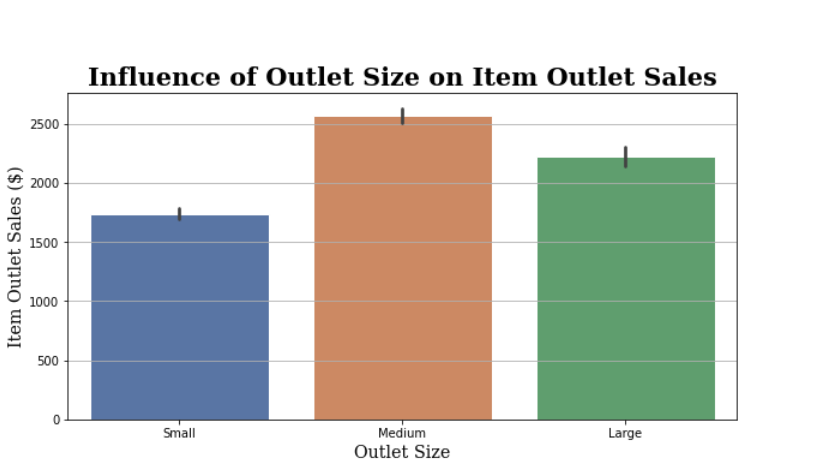 Influence of Outlet Size on Item Outlet Sales
Item Outlet Sales ($)
2500
2000
1500
1000
500
0
Small Medium Large
Outlet Size